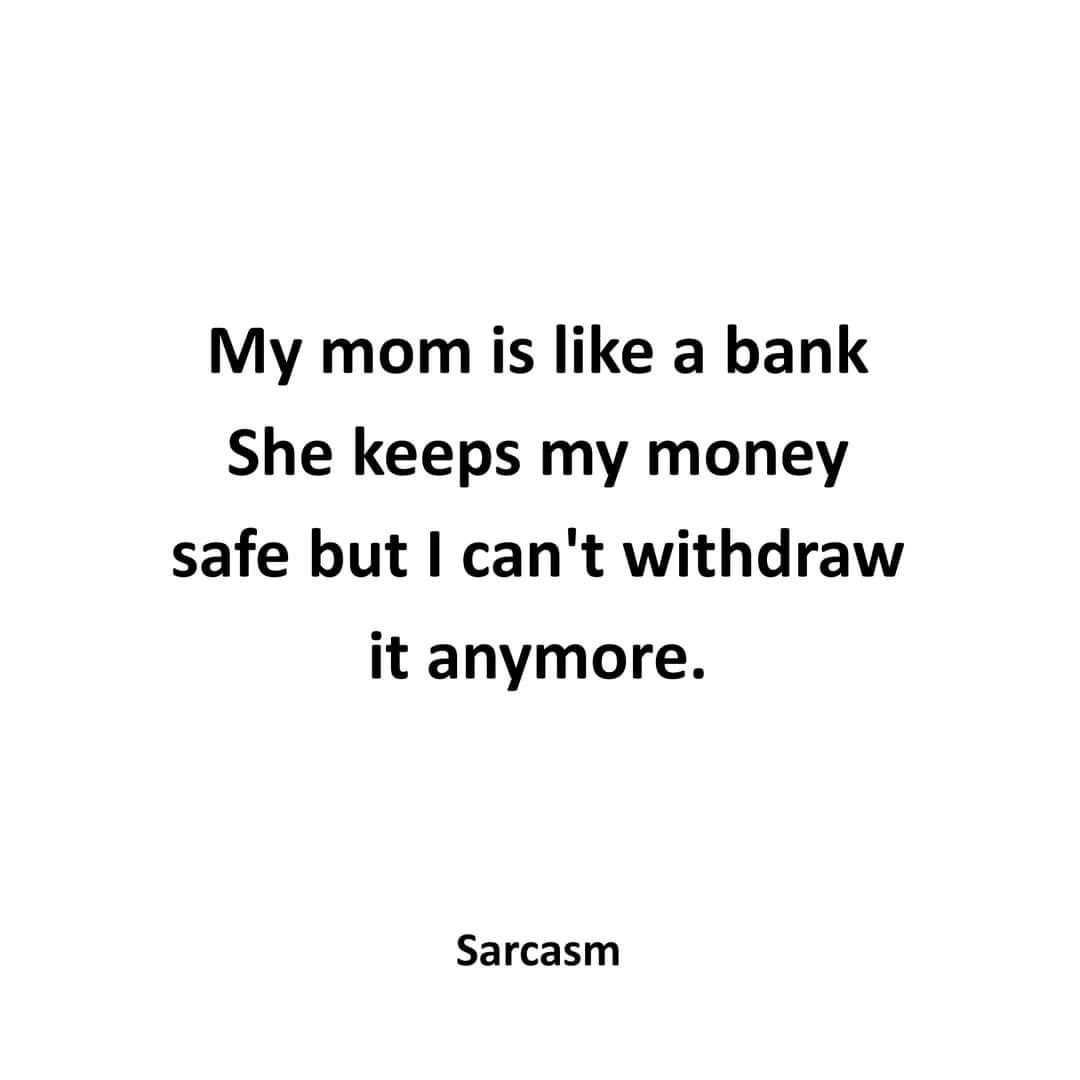 My mom is like a bank
She keeps my money
safe but I can't withdraw
it anymore.
Sarcasm